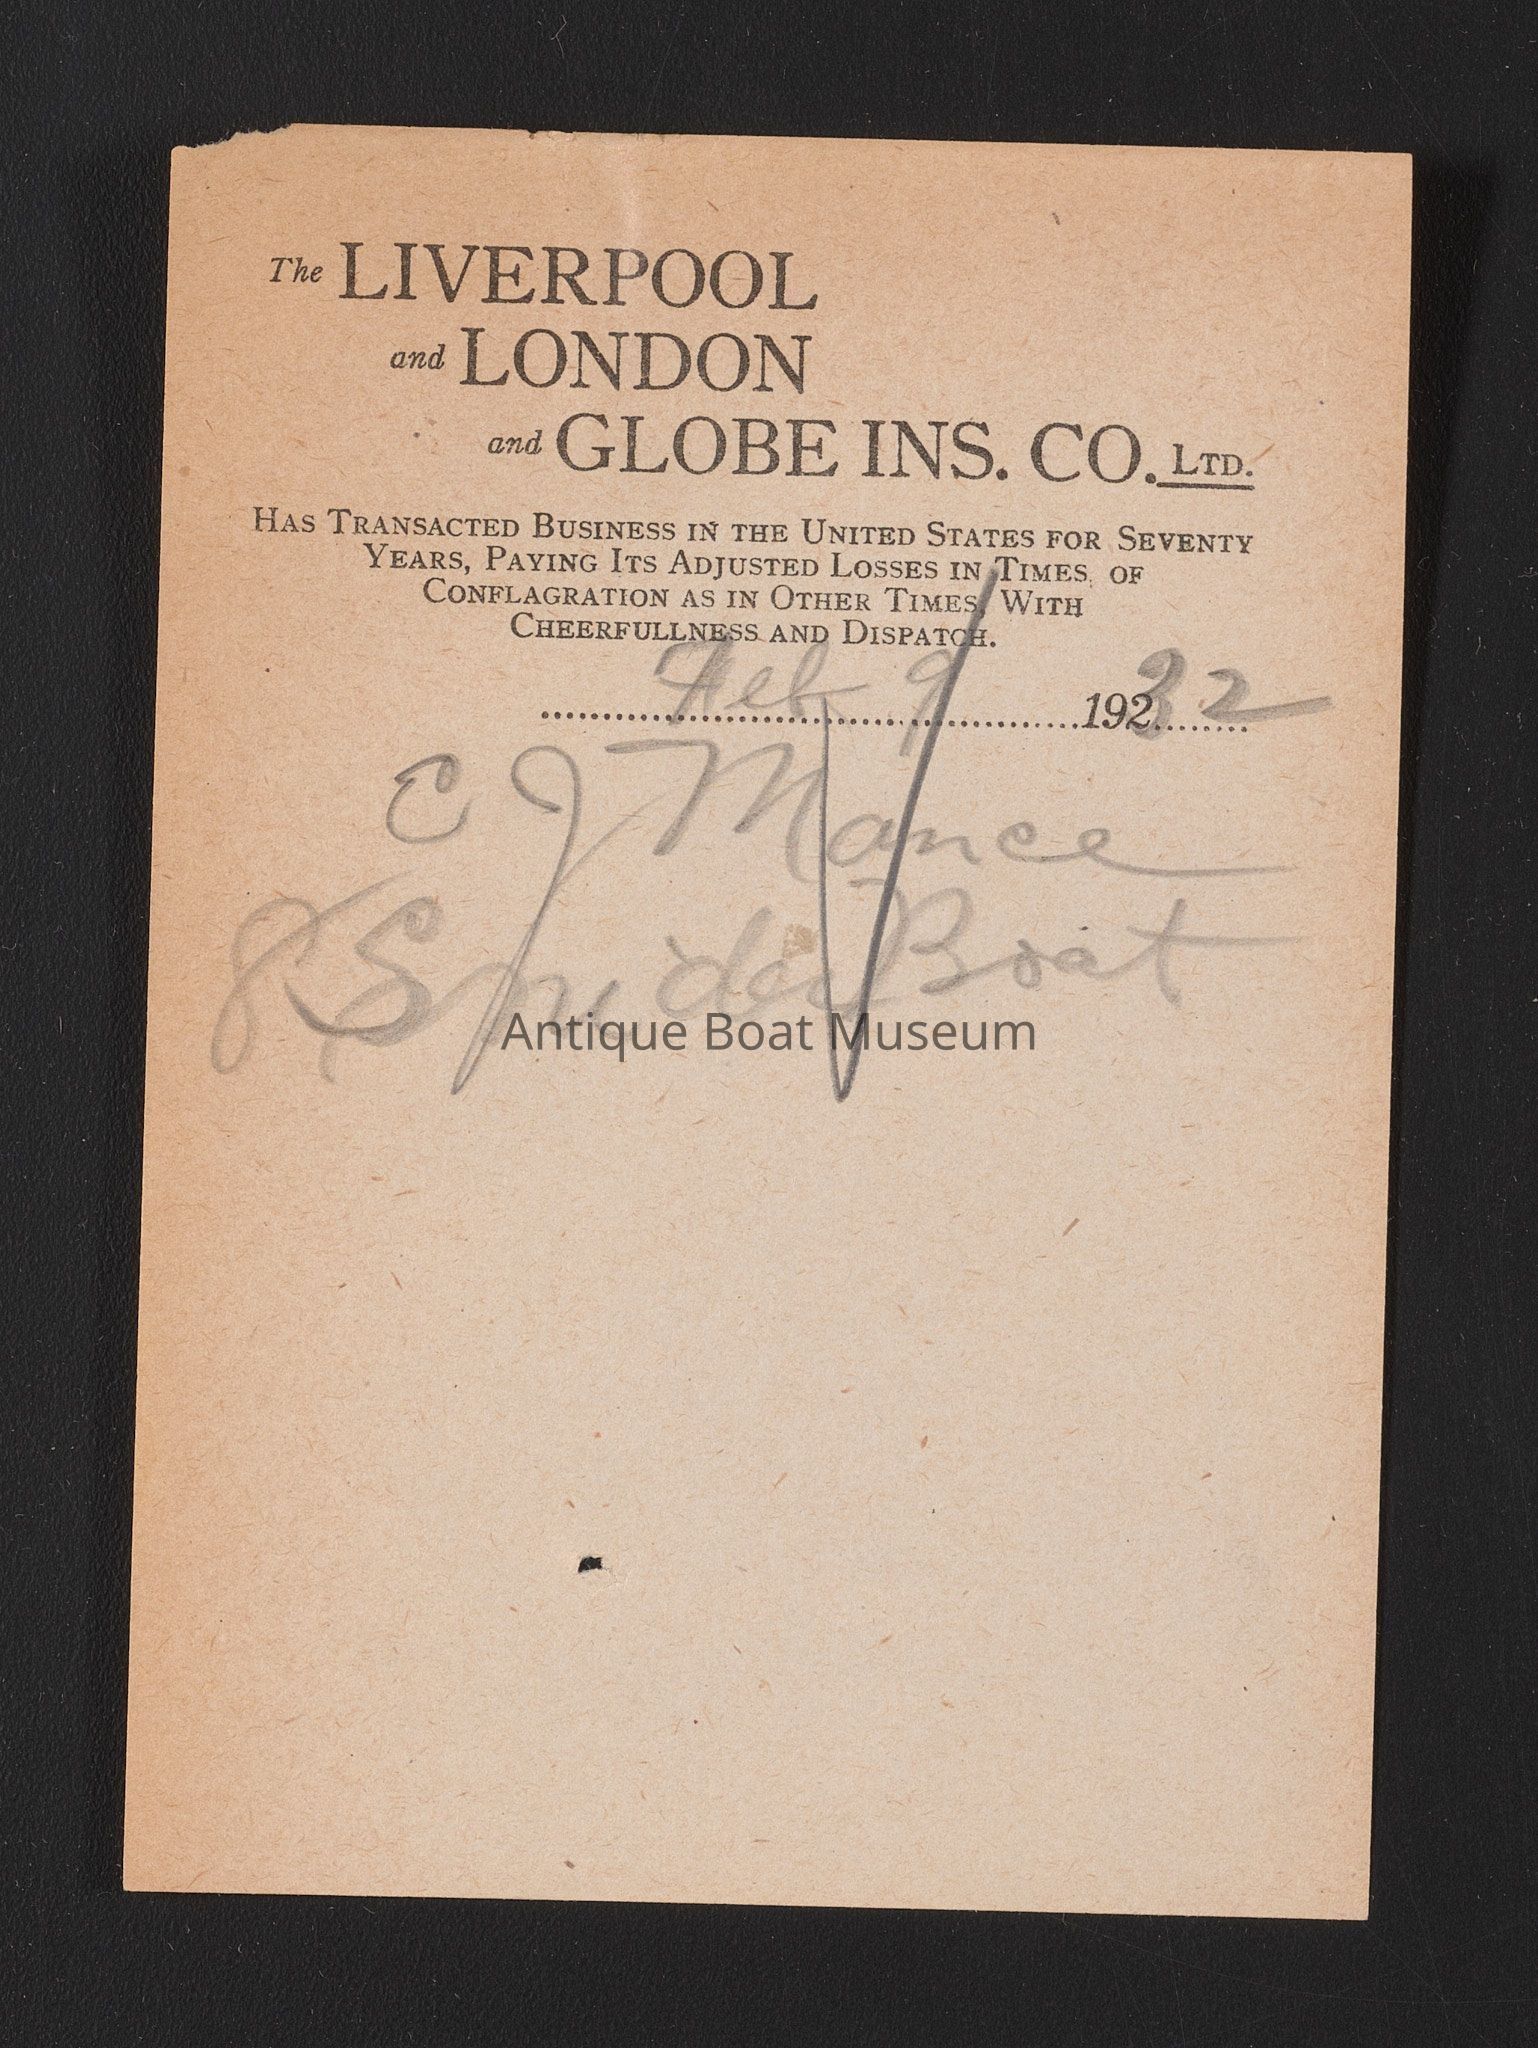 The LIVERPOOL
and LONDON
and GLOBE INS. CO. LTD.
HAS TRANSACTED BUSINESS IN THE UNITED STATES FOR SEVENTY
YEARS, PAYING ITS ADJUSTED LOSSES IN TIMES OF
CONFLAGRATION AS IN OTHER TIMES, WITH
CHEERFULLNESS AND DISPATCH.
Feb 9 19232
C J Mance
Boat
Antique Boat Museum